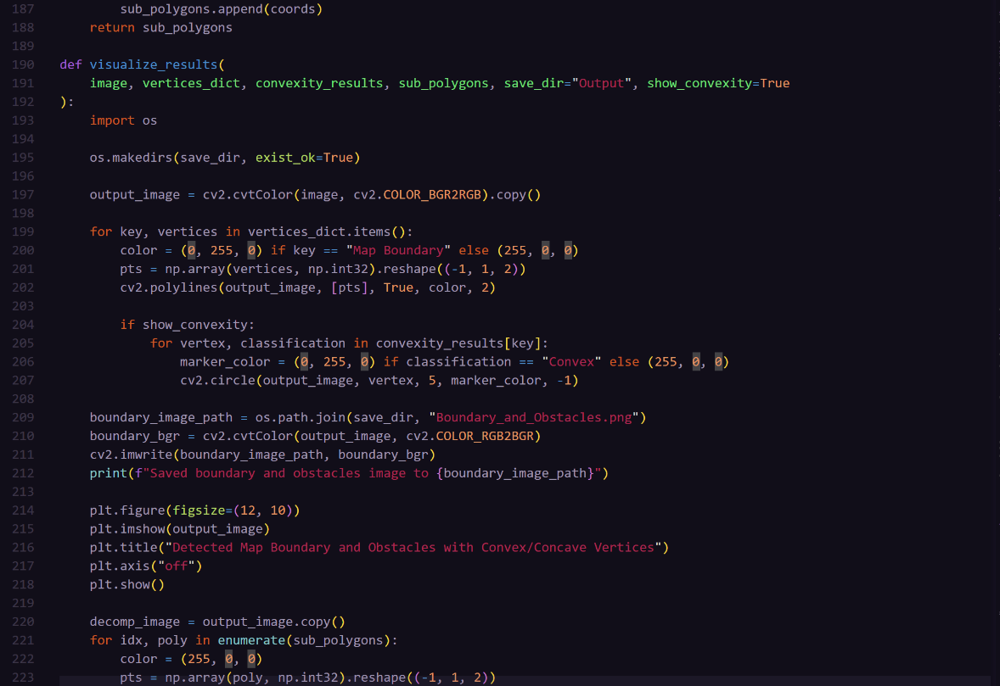 187 sub_polygons.append(coords)
188 return sub_polygons
189
190 def visualize_results(
191 image, vertices_dict, convexity_results, sub_polygons, save_dir="Output", show_convexity=True
192 ):
193 import os
194
195 os.makedirs(save_dir, exist_ok=True)
196
197 output_image = cv2.cvtColor(image, cv2.COLOR_BGR2RGB).copy()
198
199 for key, vertices in vertices_dict.items():
200 color = (0, 255, 0) if key == "Map Boundary" else (255, 0, 0)
201 pts = np.array(vertices, np.int32).reshape((-1, 1, 2))
202 cv2.polylines(output_image, [pts], True, color, 2)
203
204 if show_convexity:
205 for vertex, classification in convexity_results[key]:
206 marker_color = (0, 255, 0) if classification == "Convex" else (255, 0, 0)
207 cv2.circle(output_image, vertex, 5, marker_color, -1)
208
209 boundary_image_path = os.path.join(save_dir, "Boundary_and_Obstacles.png")
210 boundary_bgr = cv2.cvtColor(output_image, cv2.COLOR_RGB2BGR)
211 cv2.imwrite(boundary_image_path, boundary_bgr)
212 print(f"Saved boundary and obstacles image to {boundary_image_path}")
213
214 plt.figure(figsize=(12, 10))
215 plt.imshow(output_image)
216 plt.title("Detected Map Boundary and Obstacles with Convex/Concave Vertices")
217 plt.axis("off")
218 plt.show()
219
220 decomp_image = output_image.copy()
221 for idx, poly in enumerate(sub_polygons):
222 color = (255, 0, 0)
223 pts = np.array(poly, np.int32).reshape((-1, 1, 2))